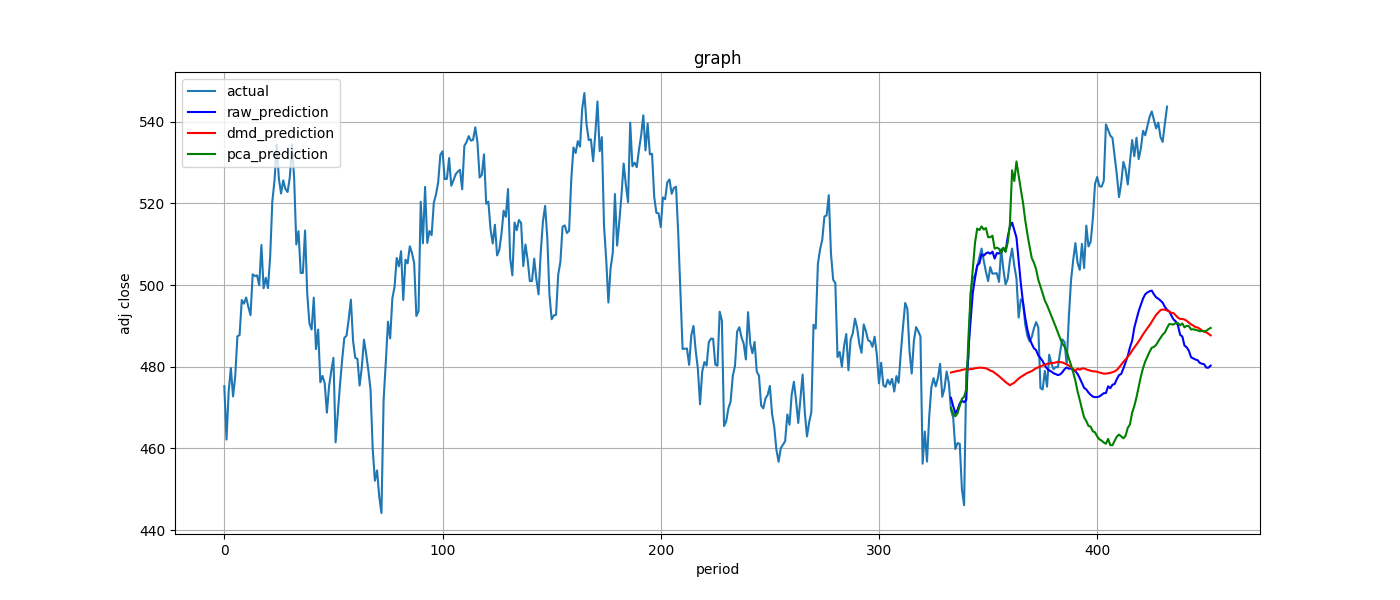 graph
actual
raw_prediction
dmd_prediction
pca_prediction
540
520
500
480
460
440
adj close
0 100 200 300 400
period